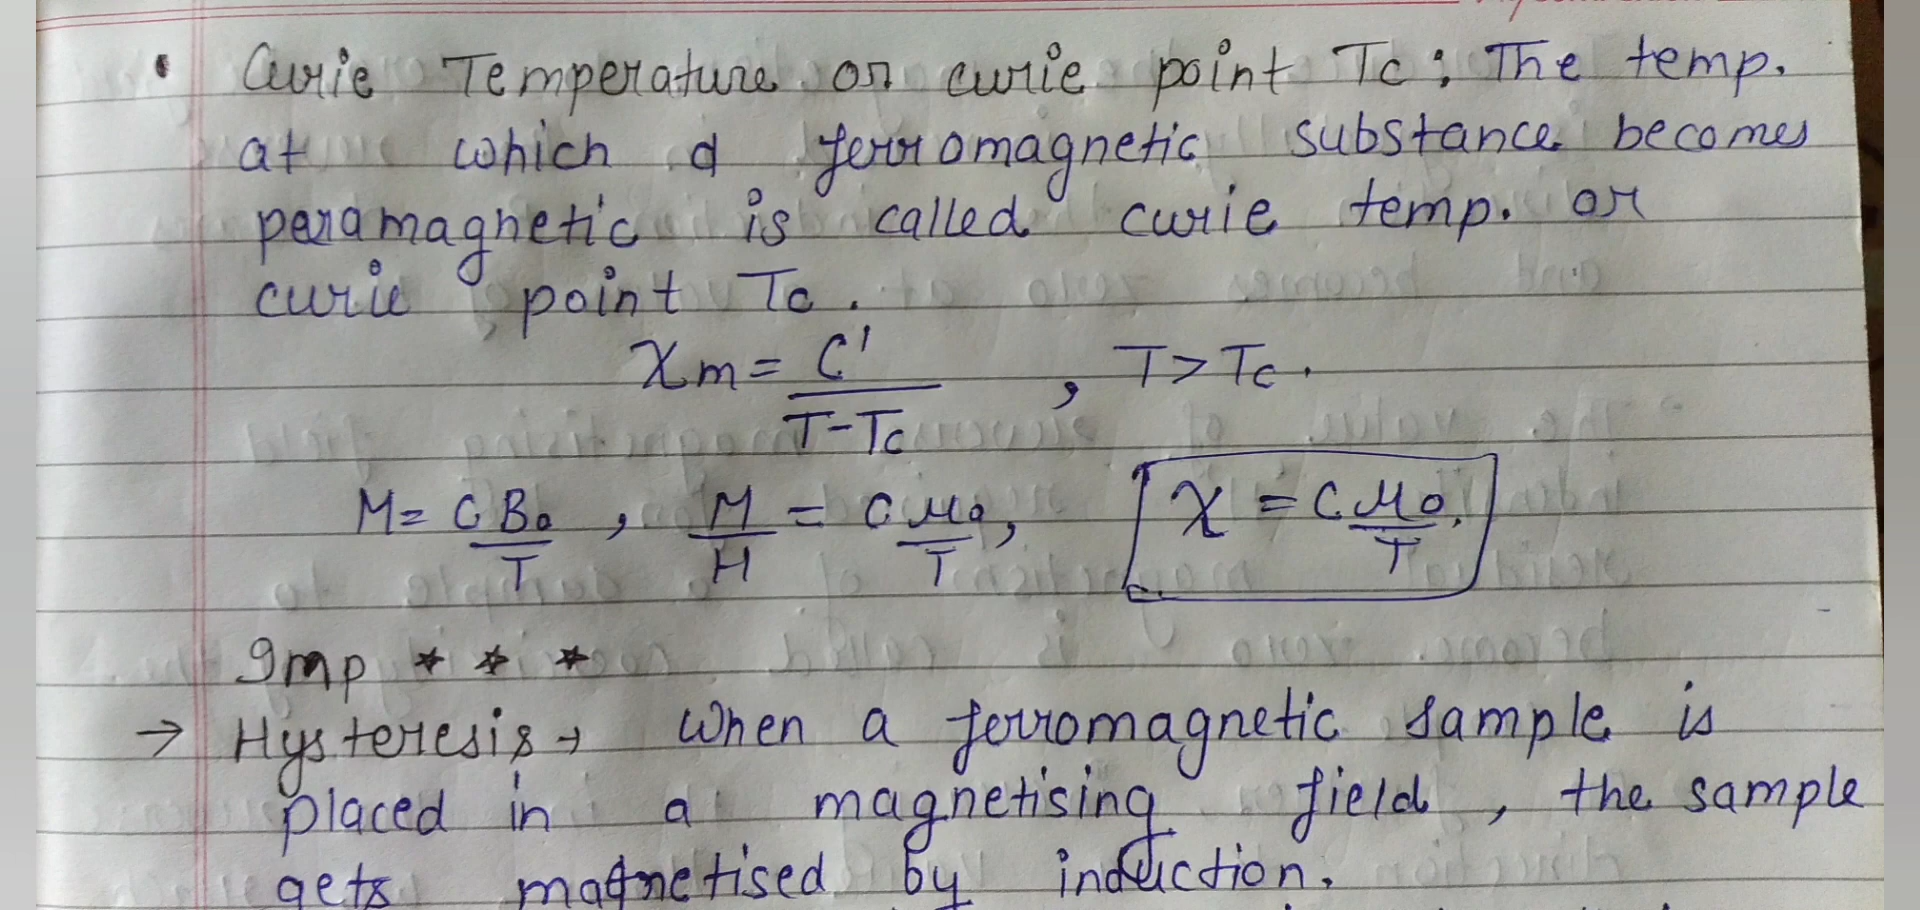 • Curie Temperature or curie point Tc : The temp.
at which a ferromagnetic substance becomes
peramagnetic is called curie temp. or
curie point Tc .
χm = C' / T-Tc , T > Tc .
M = C B₀/T , M/H = C μ₀/T , χ = C μ₀/T .
Imp * * *
→ Hysteresis → When a ferromagnetic sample is
placed in a magnetising field , the sample
gets magnetised by induction .